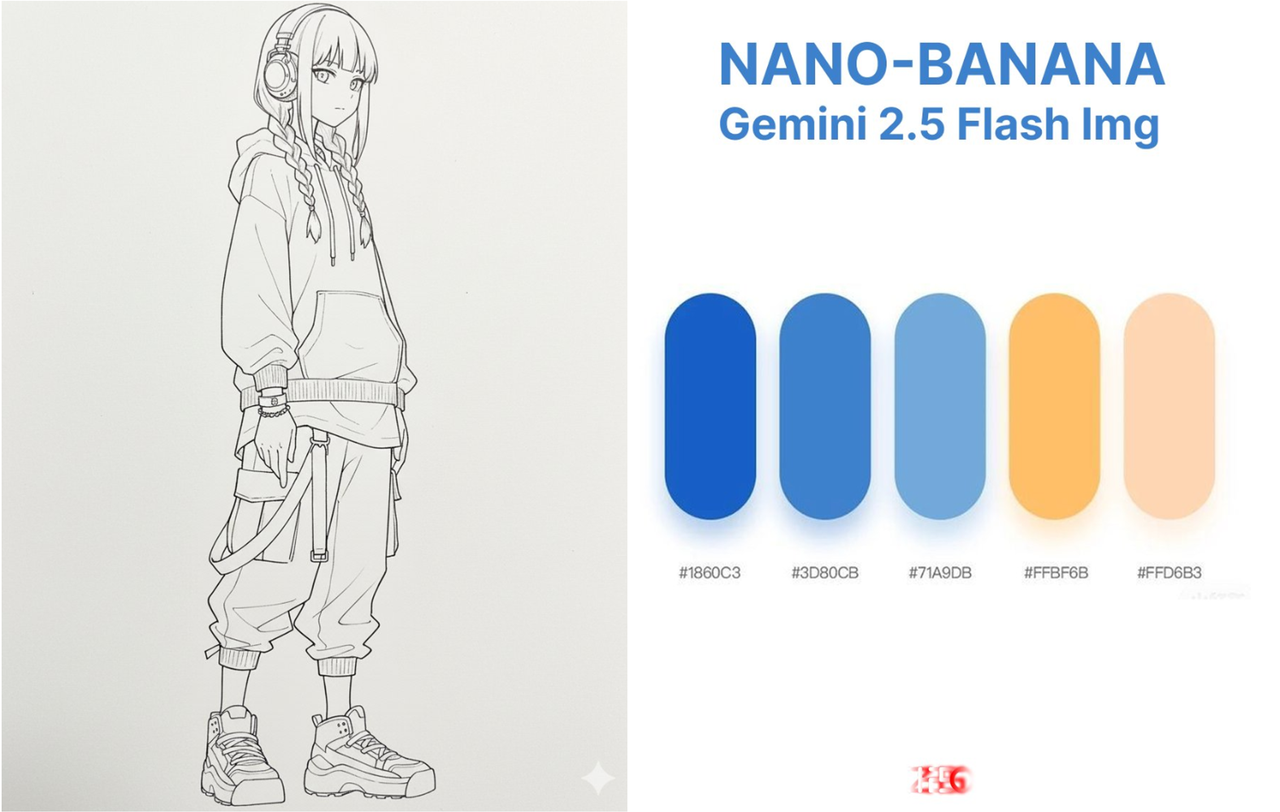 NANO-BANANA
Gemini 2.5 Flash Img
#1860C3
#3D80CB
#71A9DB
#FFBF6B
#FFD6B3